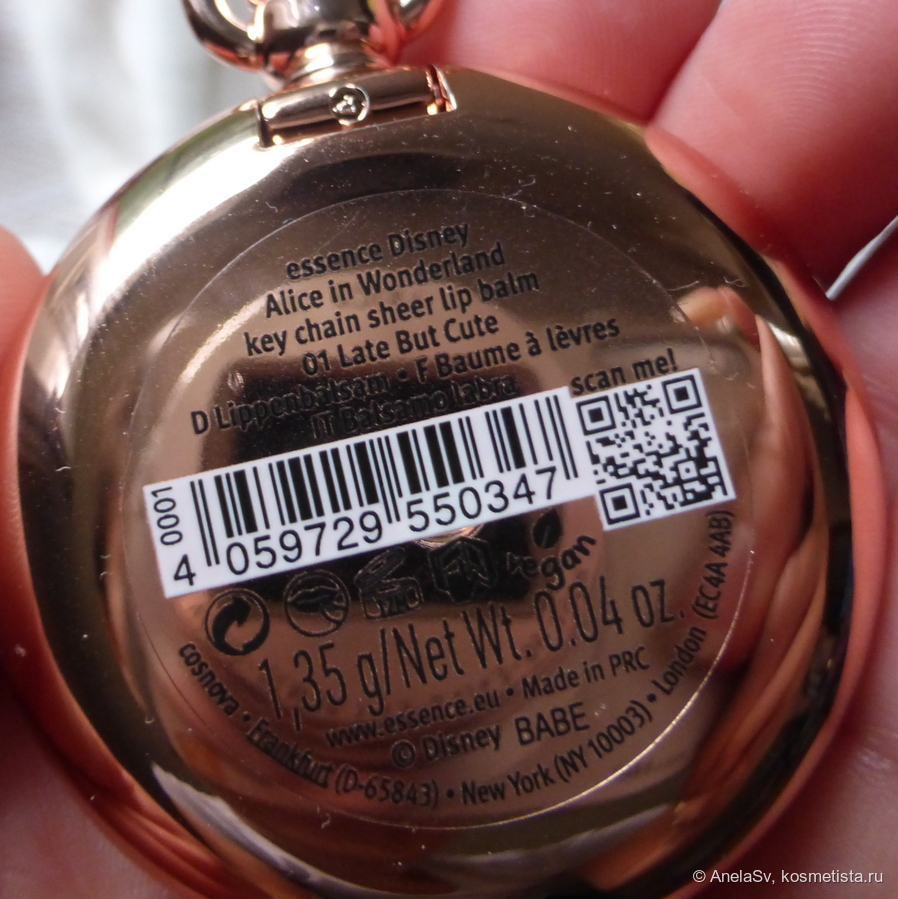 essence Disney
Alice in Wonderland
key chain sheer lip balm
01 Late But Cute
D Lippenbalsam • F Baume à lèvres
IT Balsamo labra
scan me!
0001
4 059729 550347
12M
vegan
1,35 g/Net Wt. 0.04 oz.
www.essence.eu • Made in PRC
© Disney BABE
cosnova • Frankfurt (D-65843) • New York (NY 10003) • London (EC4A 4AB)
© AnelaSv, kosmetista.ru